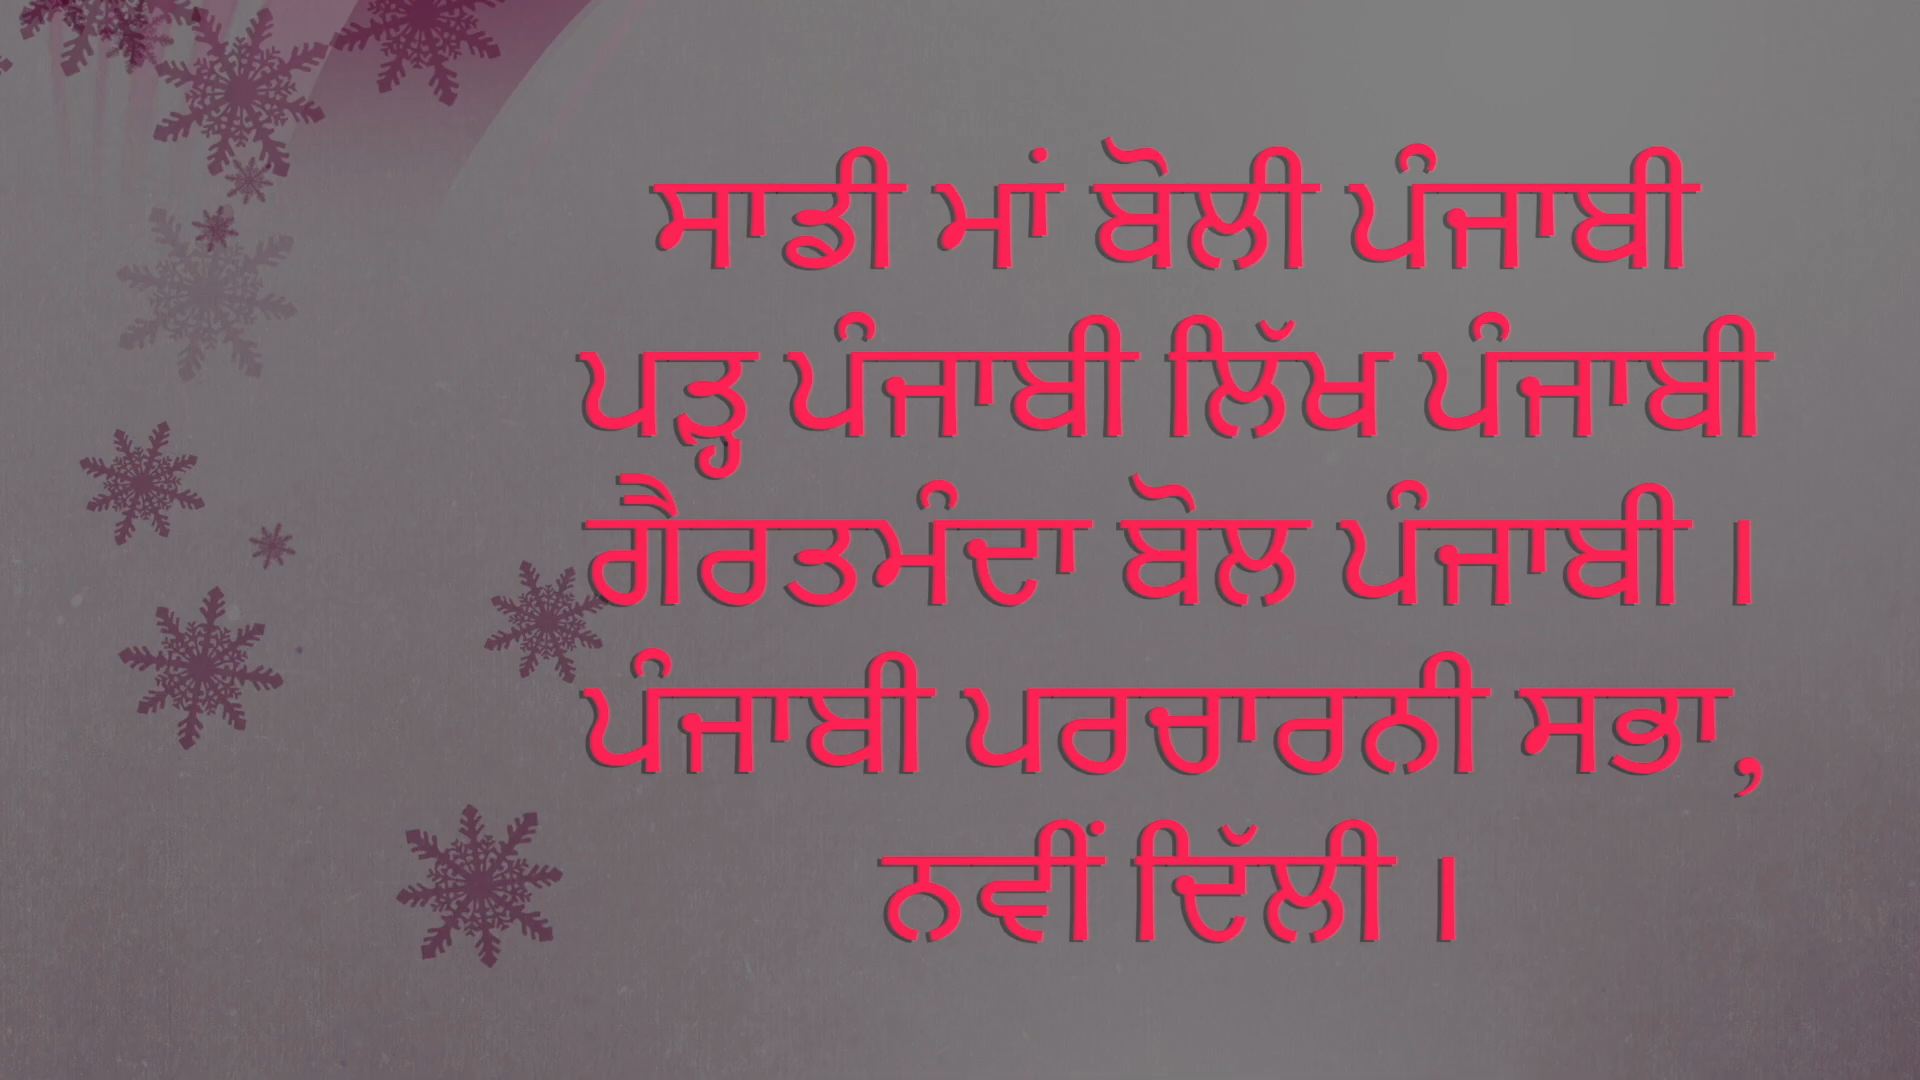 ਸਾਡੀ ਮਾਂ ਬੋਲੀ ਪੰਜਾਬੀ
ਪੜ੍ਹ ਪੰਜਾਬੀ ਲਿੱਖ ਪੰਜਾਬੀ
ਗੈਰਤਮੰਦਾ ਬੋਲ ਪੰਜਾਬੀ ।
ਪੰਜਾਬੀ ਪਰਚਾਰਨੀ ਸਭਾ,
ਨਵੀਂ ਦਿੱਲੀ ।